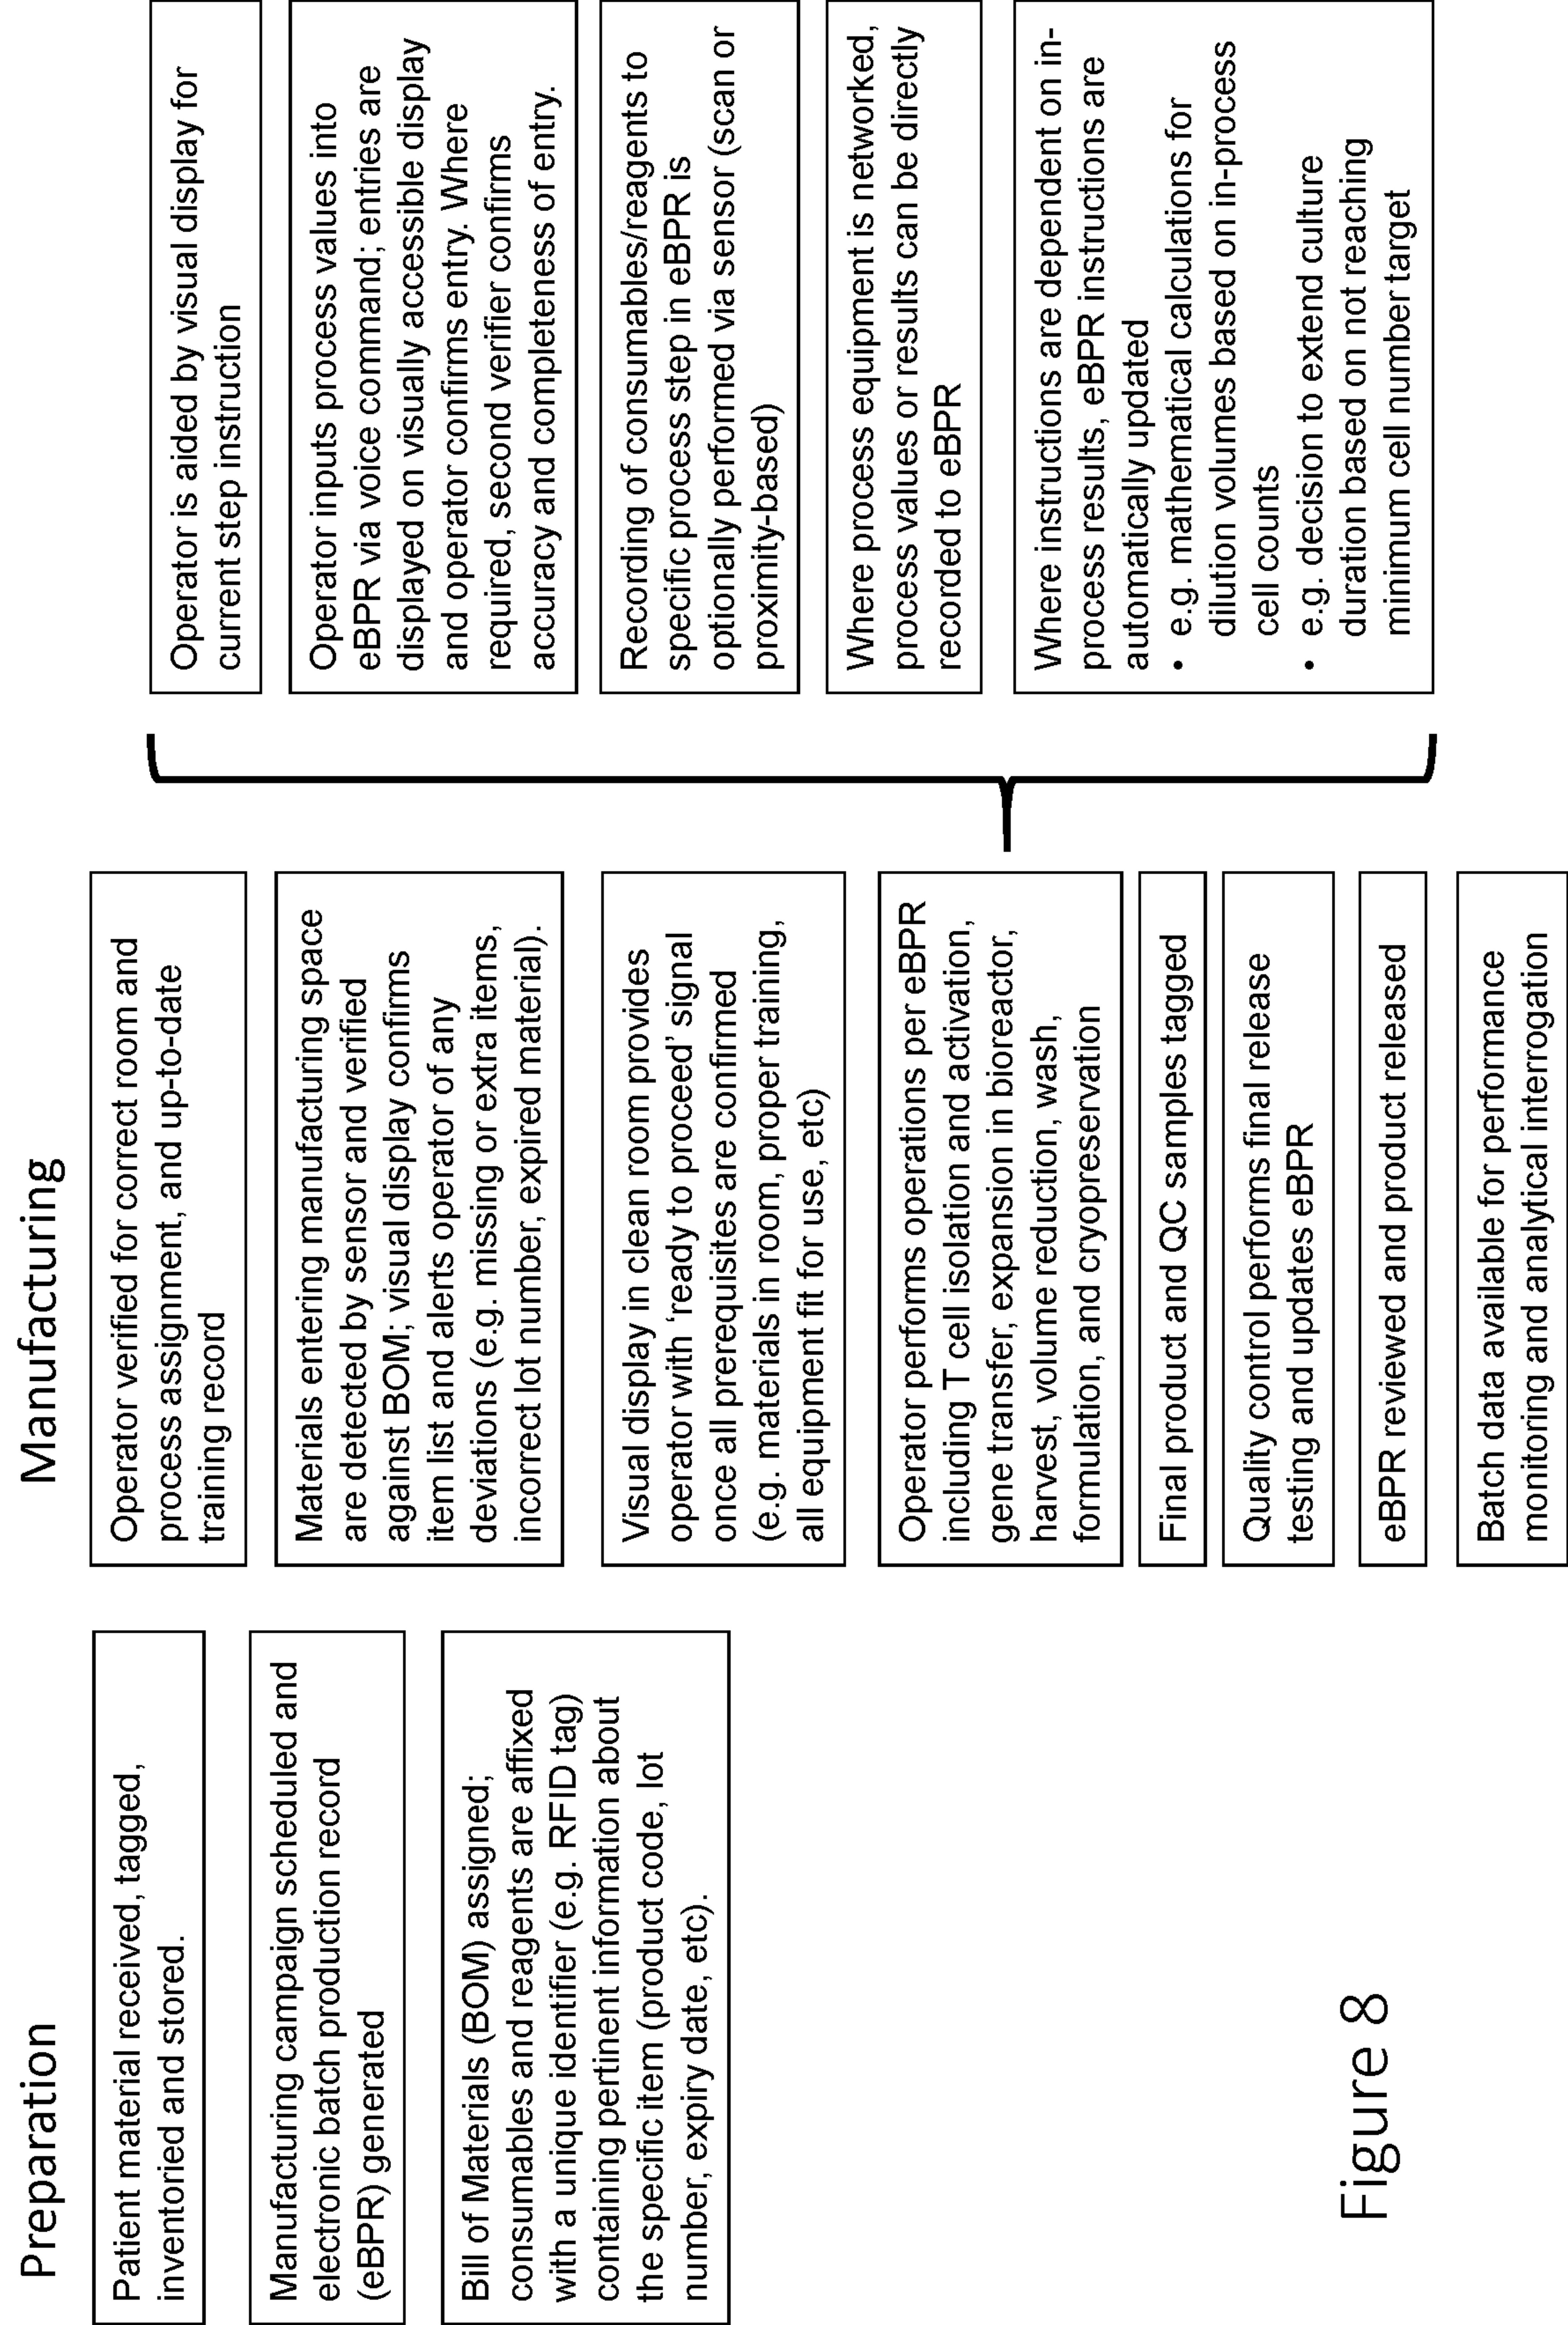 Preparation
Patient material received, tagged,
inventoried and stored.
Manufacturing campaign scheduled and
electronic batch production record
(eBPR) generated
Bill of Materials (BOM) assigned;
consumables and reagents are affixed
with a unique identifier (e.g. RFID tag)
containing pertinent information about
the specific item (product code, lot
number, expiry date, etc).
Manufacturing
Operator verified for correct room and
process assignment, and up-to-date
training record
Materials entering manufacturing space
are detected by sensor and verified
against BOM; visual display confirms
item list and alerts operator of any
deviations (e.g. missing or extra items,
incorrect lot number, expired material).
Visual display in clean room provides
operator with ‘ready to proceed’ signal
once all prerequisites are confirmed
(e.g. materials in room, proper training,
all equipment fit for use, etc)
Operator performs operations per eBPR
including T cell isolation and activation,
gene transfer, expansion in bioreactor,
harvest, volume reduction, wash,
formulation, and cryopreservation
Final product and QC samples tagged
Quality control performs final release
testing and updates eBPR
eBPR reviewed and product released
Batch data available for performance
monitoring and analytical interrogation
Operator is aided by visual display for
current step instruction
Operator inputs process values into
eBPR via voice command; entries are
displayed on visually accessible display
and operator confirms entry. Where
required, second verifier confirms
accuracy and completeness of entry.
Recording of consumables/reagents to
specific process step in eBPR is
optionally performed via sensor (scan or
proximity-based)
Where process equipment is networked,
process values or results can be directly
recorded to eBPR
Where instructions are dependent on in-
process results, eBPR instructions are
automatically updated
• e.g. mathematical calculations for
dilution volumes based on in-process
cell counts
• e.g. decision to extend culture
duration based on not reaching
minimum cell number target
Figure 8